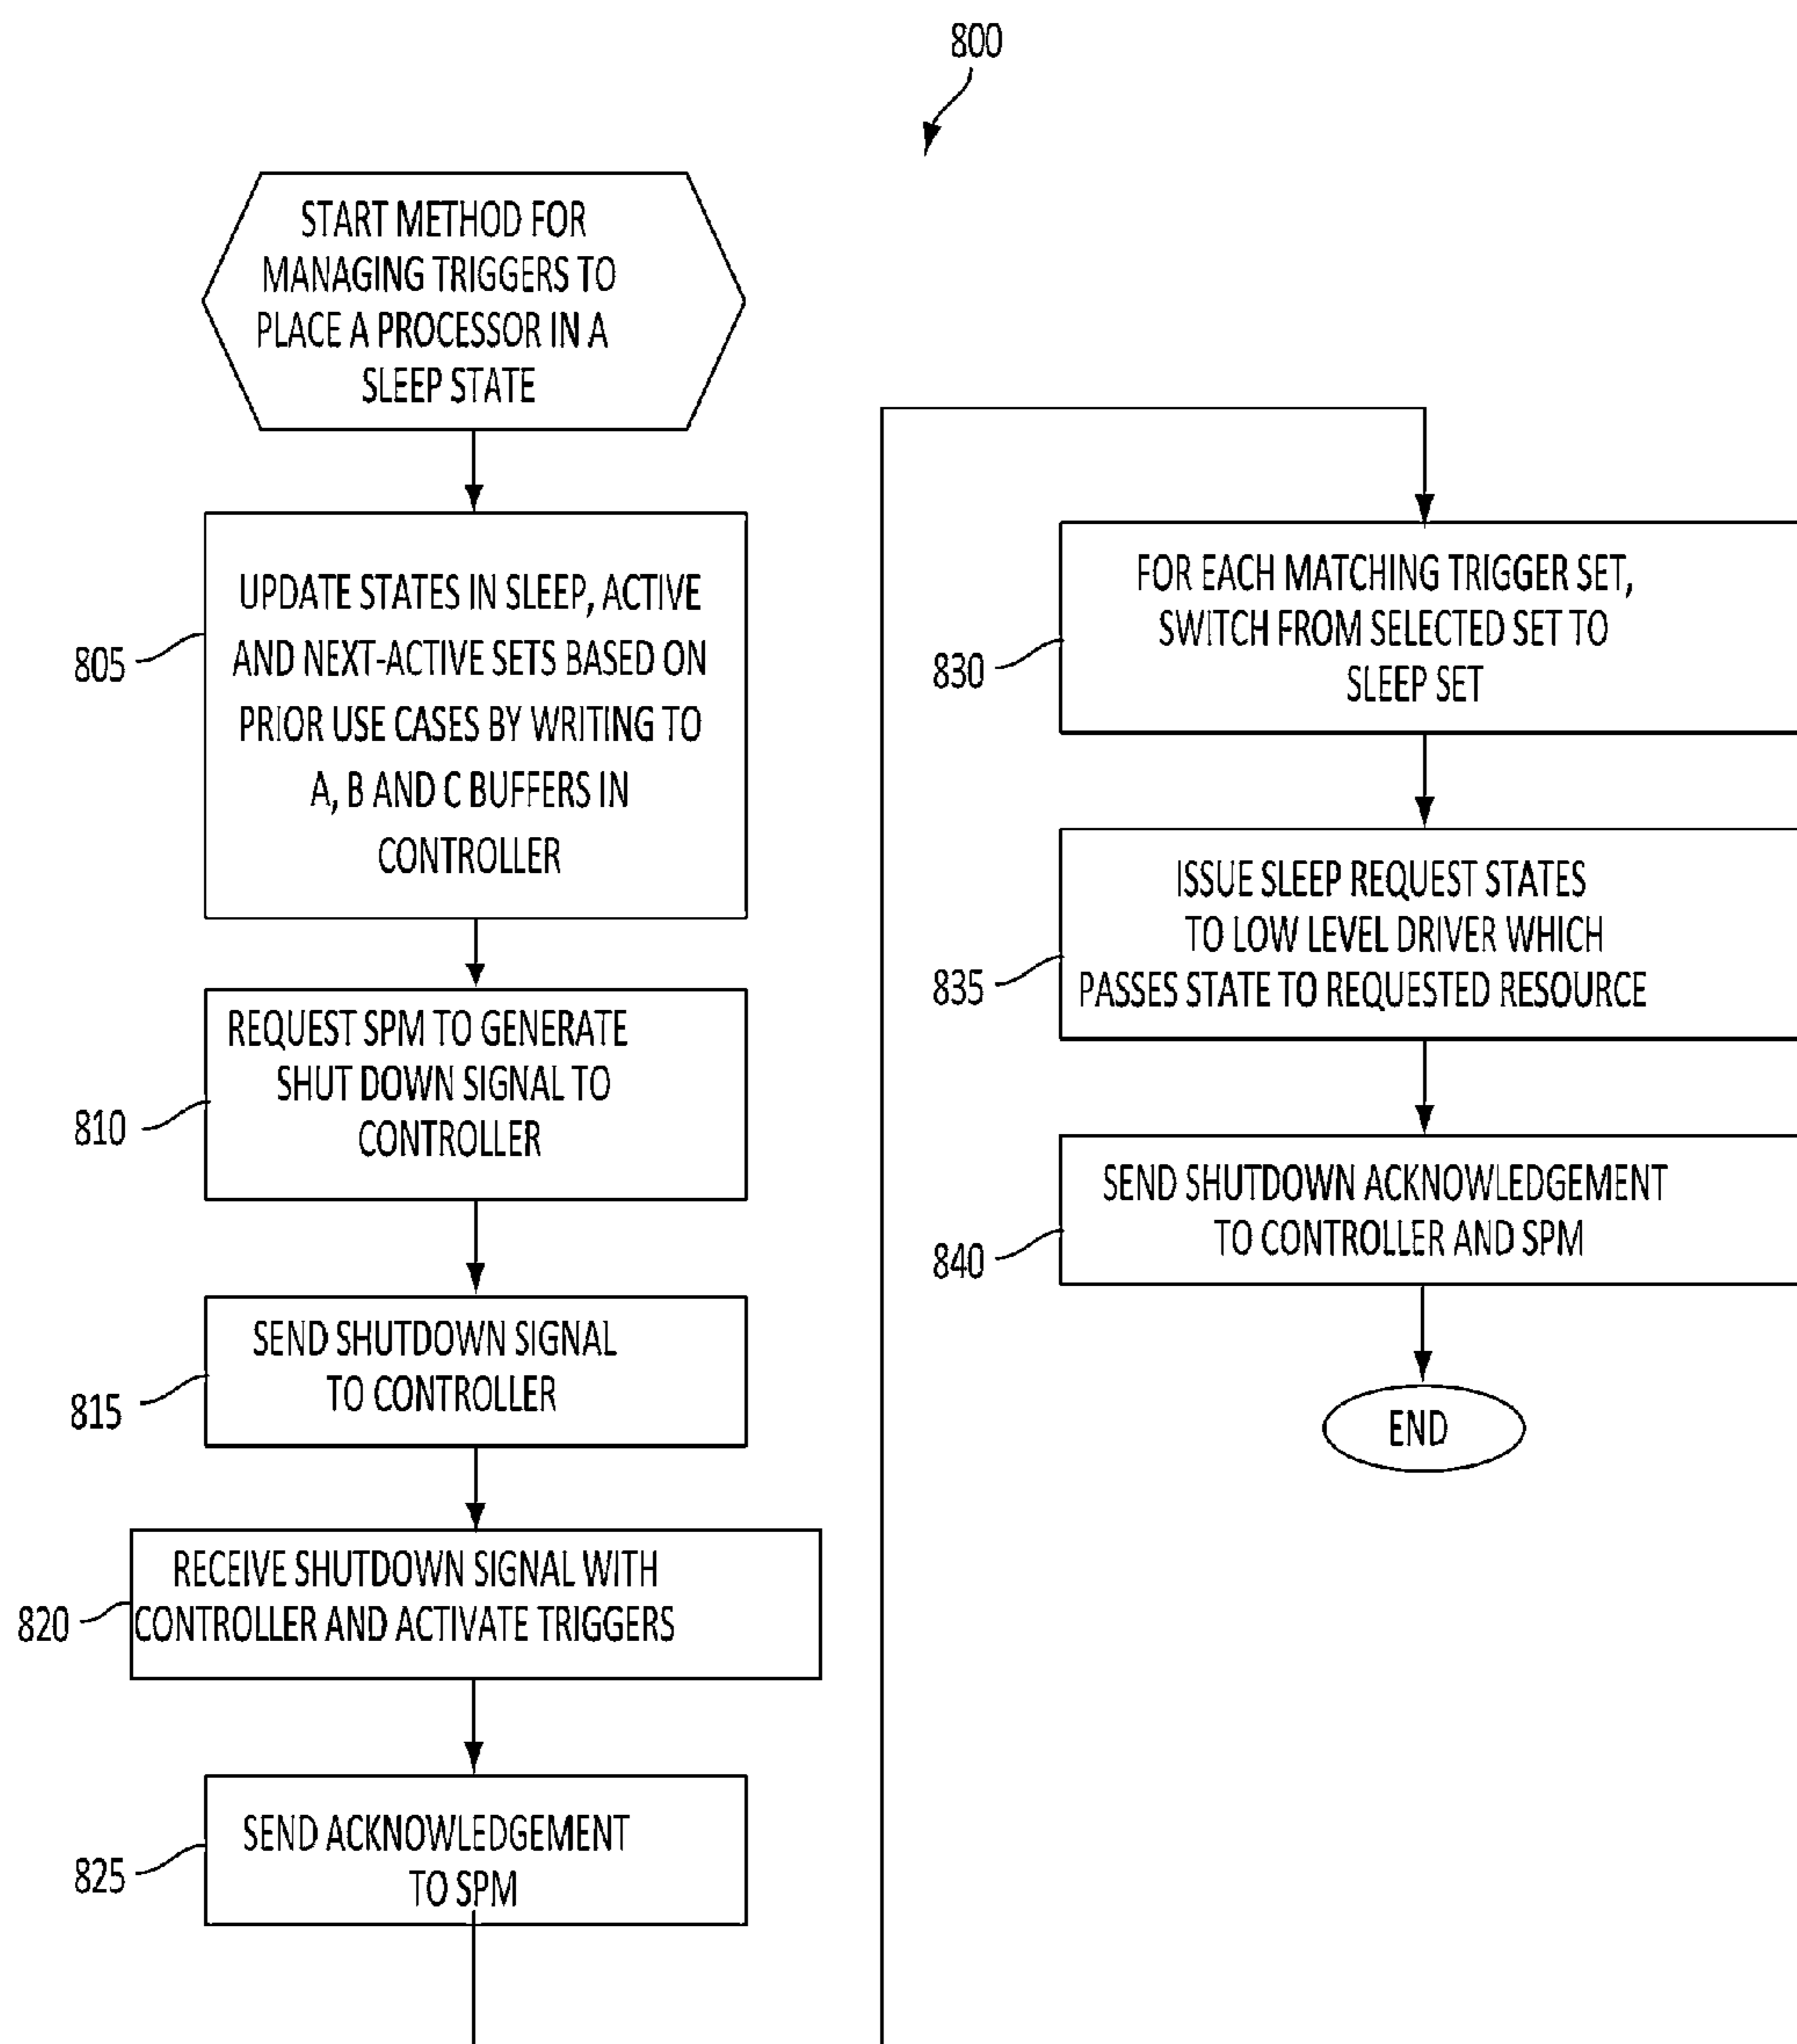 800
START METHOD FOR
MANAGING TRIGGERS TO
PLACE A PROCESSOR IN A
SLEEP STATE
805
UPDATE STATES IN SLEEP, ACTIVE
AND NEXT-ACTIVE SETS BASED ON
PRIOR USE CASES BY WRITING TO
A, B AND C BUFFERS IN
CONTROLLER
810
REQUEST SPM TO GENERATE
SHUT DOWN SIGNAL TO
CONTROLLER
815
SEND SHUTDOWN SIGNAL
TO CONTROLLER
820
RECEIVE SHUTDOWN SIGNAL WITH
CONTROLLER AND ACTIVATE TRIGGERS
825
SEND ACKNOWLEDGEMENT
TO SPM
830
FOR EACH MATCHING TRIGGER SET,
SWITCH FROM SELECTED SET TO
SLEEP SET
835
ISSUE SLEEP REQUEST STATES
TO LOW LEVEL DRIVER WHICH
PASSES STATE TO REQUESTED RESOURCE
840
SEND SHUTDOWN ACKNOWLEDGEMENT
TO CONTROLLER AND SPM
END